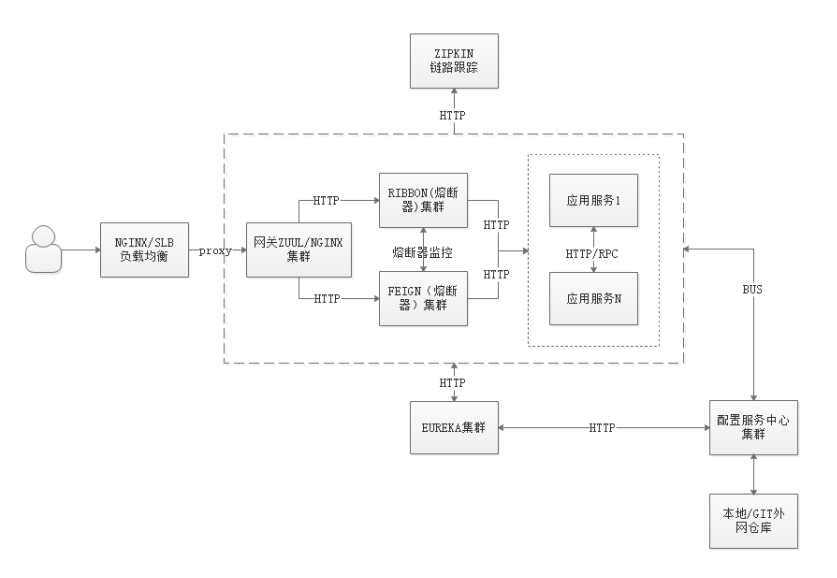 ZIPKIN
链路跟踪
HTTP
RIBBON(熔断
器)集群
HTTP
HTTP
应用服务1
NGINX/SLB
负载均衡
proxy
网关ZUUL/NGINX
集群
熔断器监控
HTTP/RPC
HTTP
HTTP
FEIGN（熔断
器）集群
应用服务N
BUS
HTTP
EUREKA集群
HTTP
配置服务中心
集群
本地/GIT外
网仓库